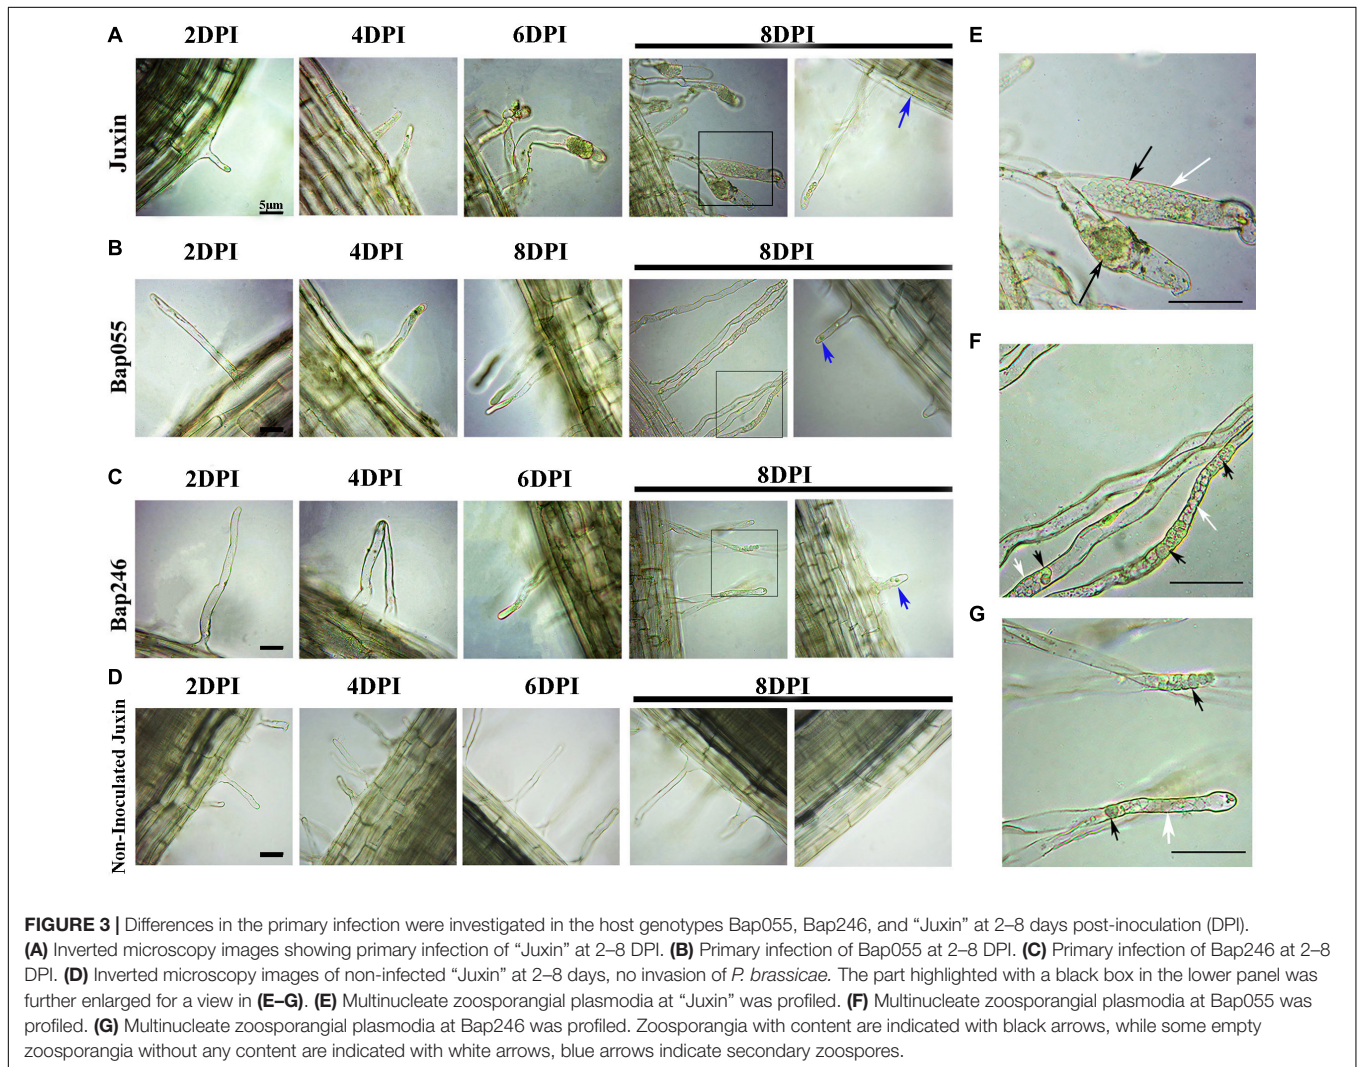 A
2DPI
4DPI
6DPI
8DPI
E
Juxin
5μm
B
2DPI
4DPI
8DPI
8DPI
Bap055
F
C
2DPI
4DPI
6DPI
8DPI
Bap246
G
D
2DPI
4DPI
6DPI
8DPI
Non-Inoculated Juxin
FIGURE 3 | Differences in the primary infection were investigated in the host genotypes Bap055, Bap246, and “Juxin” at 2–8 days post-inoculation (DPI).
(A) Inverted microscopy images showing primary infection of “Juxin” at 2–8 DPI. (B) Primary infection of Bap055 at 2–8 DPI. (C) Primary infection of Bap246 at 2–8
DPI. (D) Inverted microscopy images of non-infected “Juxin” at 2–8 days, no invasion of P. brassicae. The part highlighted with a black box in the lower panel was
further enlarged for a view in (E–G). (E) Multinucleate zoosporangial plasmodia at “Juxin” was profiled. (F) Multinucleate zoosporangial plasmodia at Bap055 was
profiled. (G) Multinucleate zoosporangial plasmodia at Bap246 was profiled. Zoosporangia with content are indicated with black arrows, while some empty
zoosporangia without any content are indicated with white arrows, blue arrows indicate secondary zoospores.